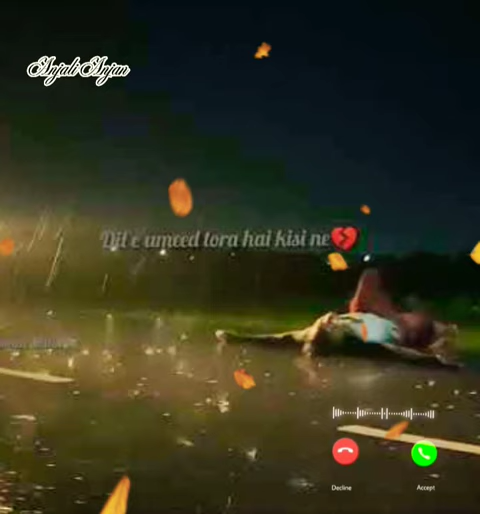 Anjali Anjan
Dil e umeed tora hai kisi ne💔
Decline
Accept